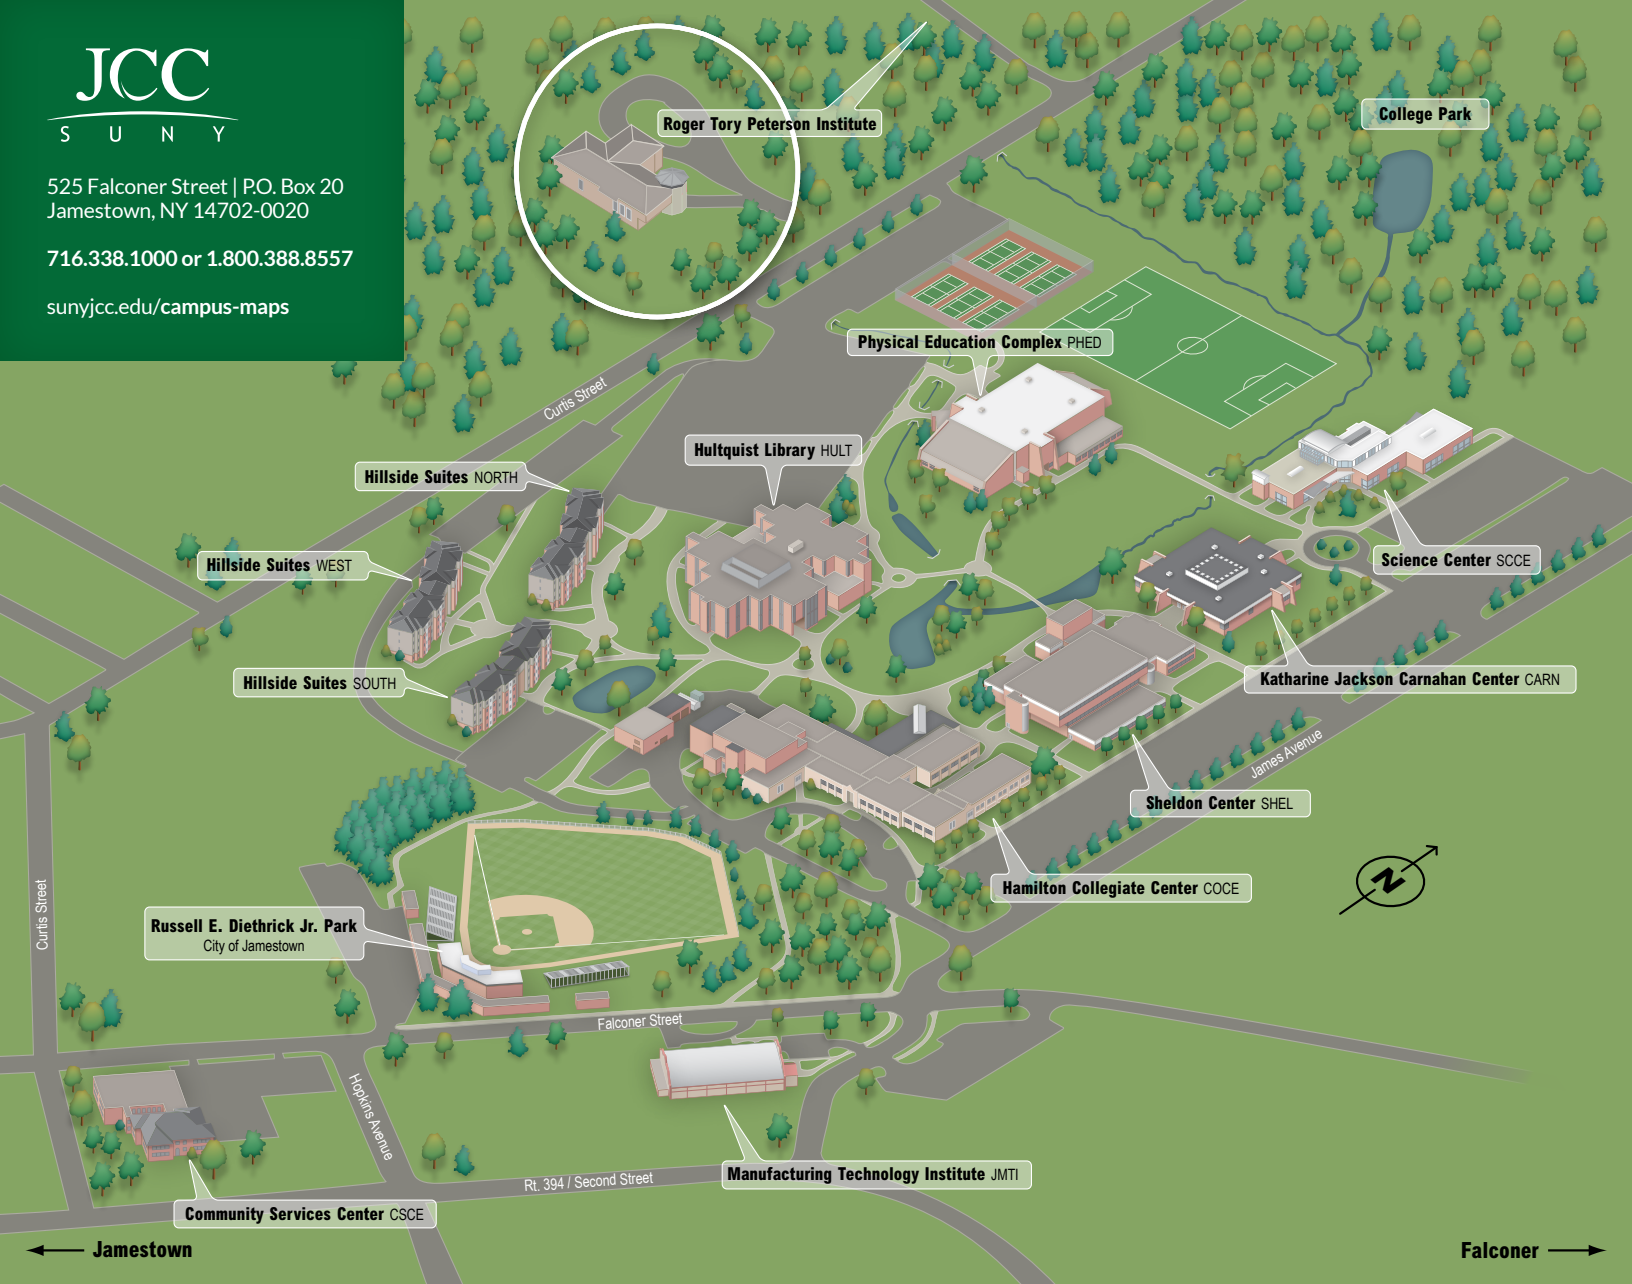 JCC
SUNY
525 Falconer Street | P.O. Box 20
Jamestown, NY 14702-0020
716.338.1000 or 1.800.388.8557
sunyjcc.edu/campus-maps
Roger Tory Peterson Institute
College Park
Physical Education Complex PHED
Curtis Street
Hultquist Library HULT
Hillside Suites NORTH
Hillside Suites WEST
Science Center SCCE
Hillside Suites SOUTH
Katharine Jackson Carnahan Center CARN
James Avenue
Sheldon Center SHEL
Hamilton Collegiate Center COCE
N
Curtis Street
Russell E. Diethrick Jr. Park
City of Jamestown
Falconer Street
Hopkins Avenue
Manufacturing Technology Institute JMTI
Rt. 394 / Second Street
Community Services Center CSCE
Jamestown
Falconer